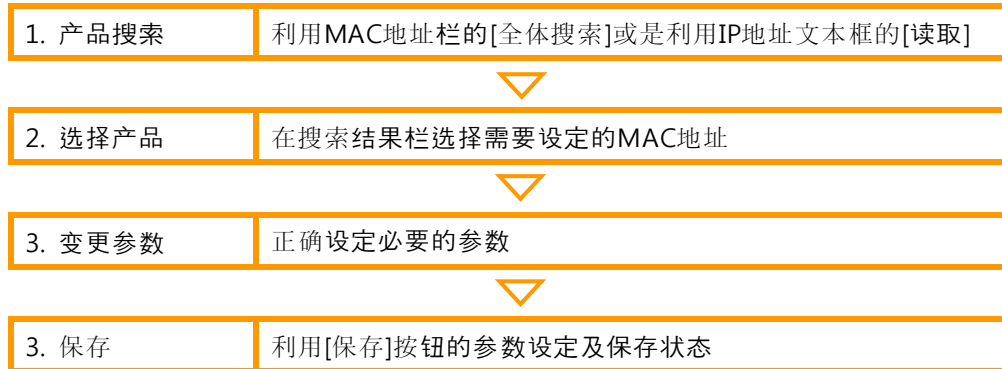 1. 产品搜索 利用MAC地址栏的[全体搜索]或是利用IP地址文本框的[读取]
2. 选择产品 在搜索结果栏选择需要设定的MAC地址
3. 变更参数 正确设定必要的参数
3. 保存 利用[保存]按钮的参数设定及保存状态